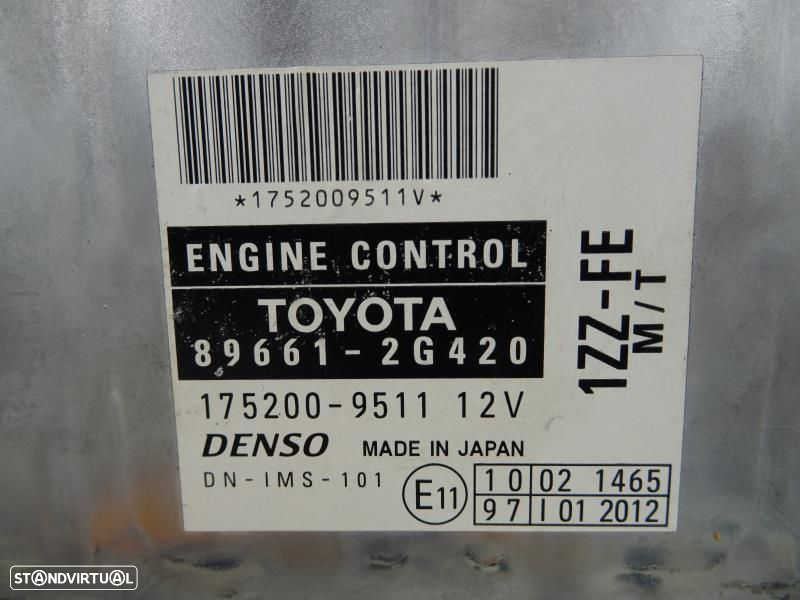 *1752009511V*
ENGINE CONTROL
TOYOTA
89661-2G420
1ZZ-FE
M/T
175200-9511 12V
DENSO MADE IN JAPAN
DN-IMS-101
E11
10 02 1465
97 I 01 2012
STANDVIRTUAL